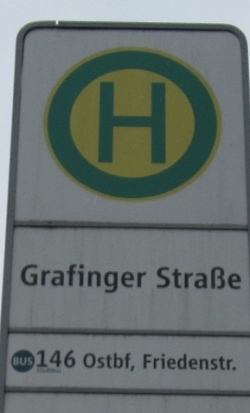 H
Grafinger Straße
BUS 146 Ostbf, Friedenstr.